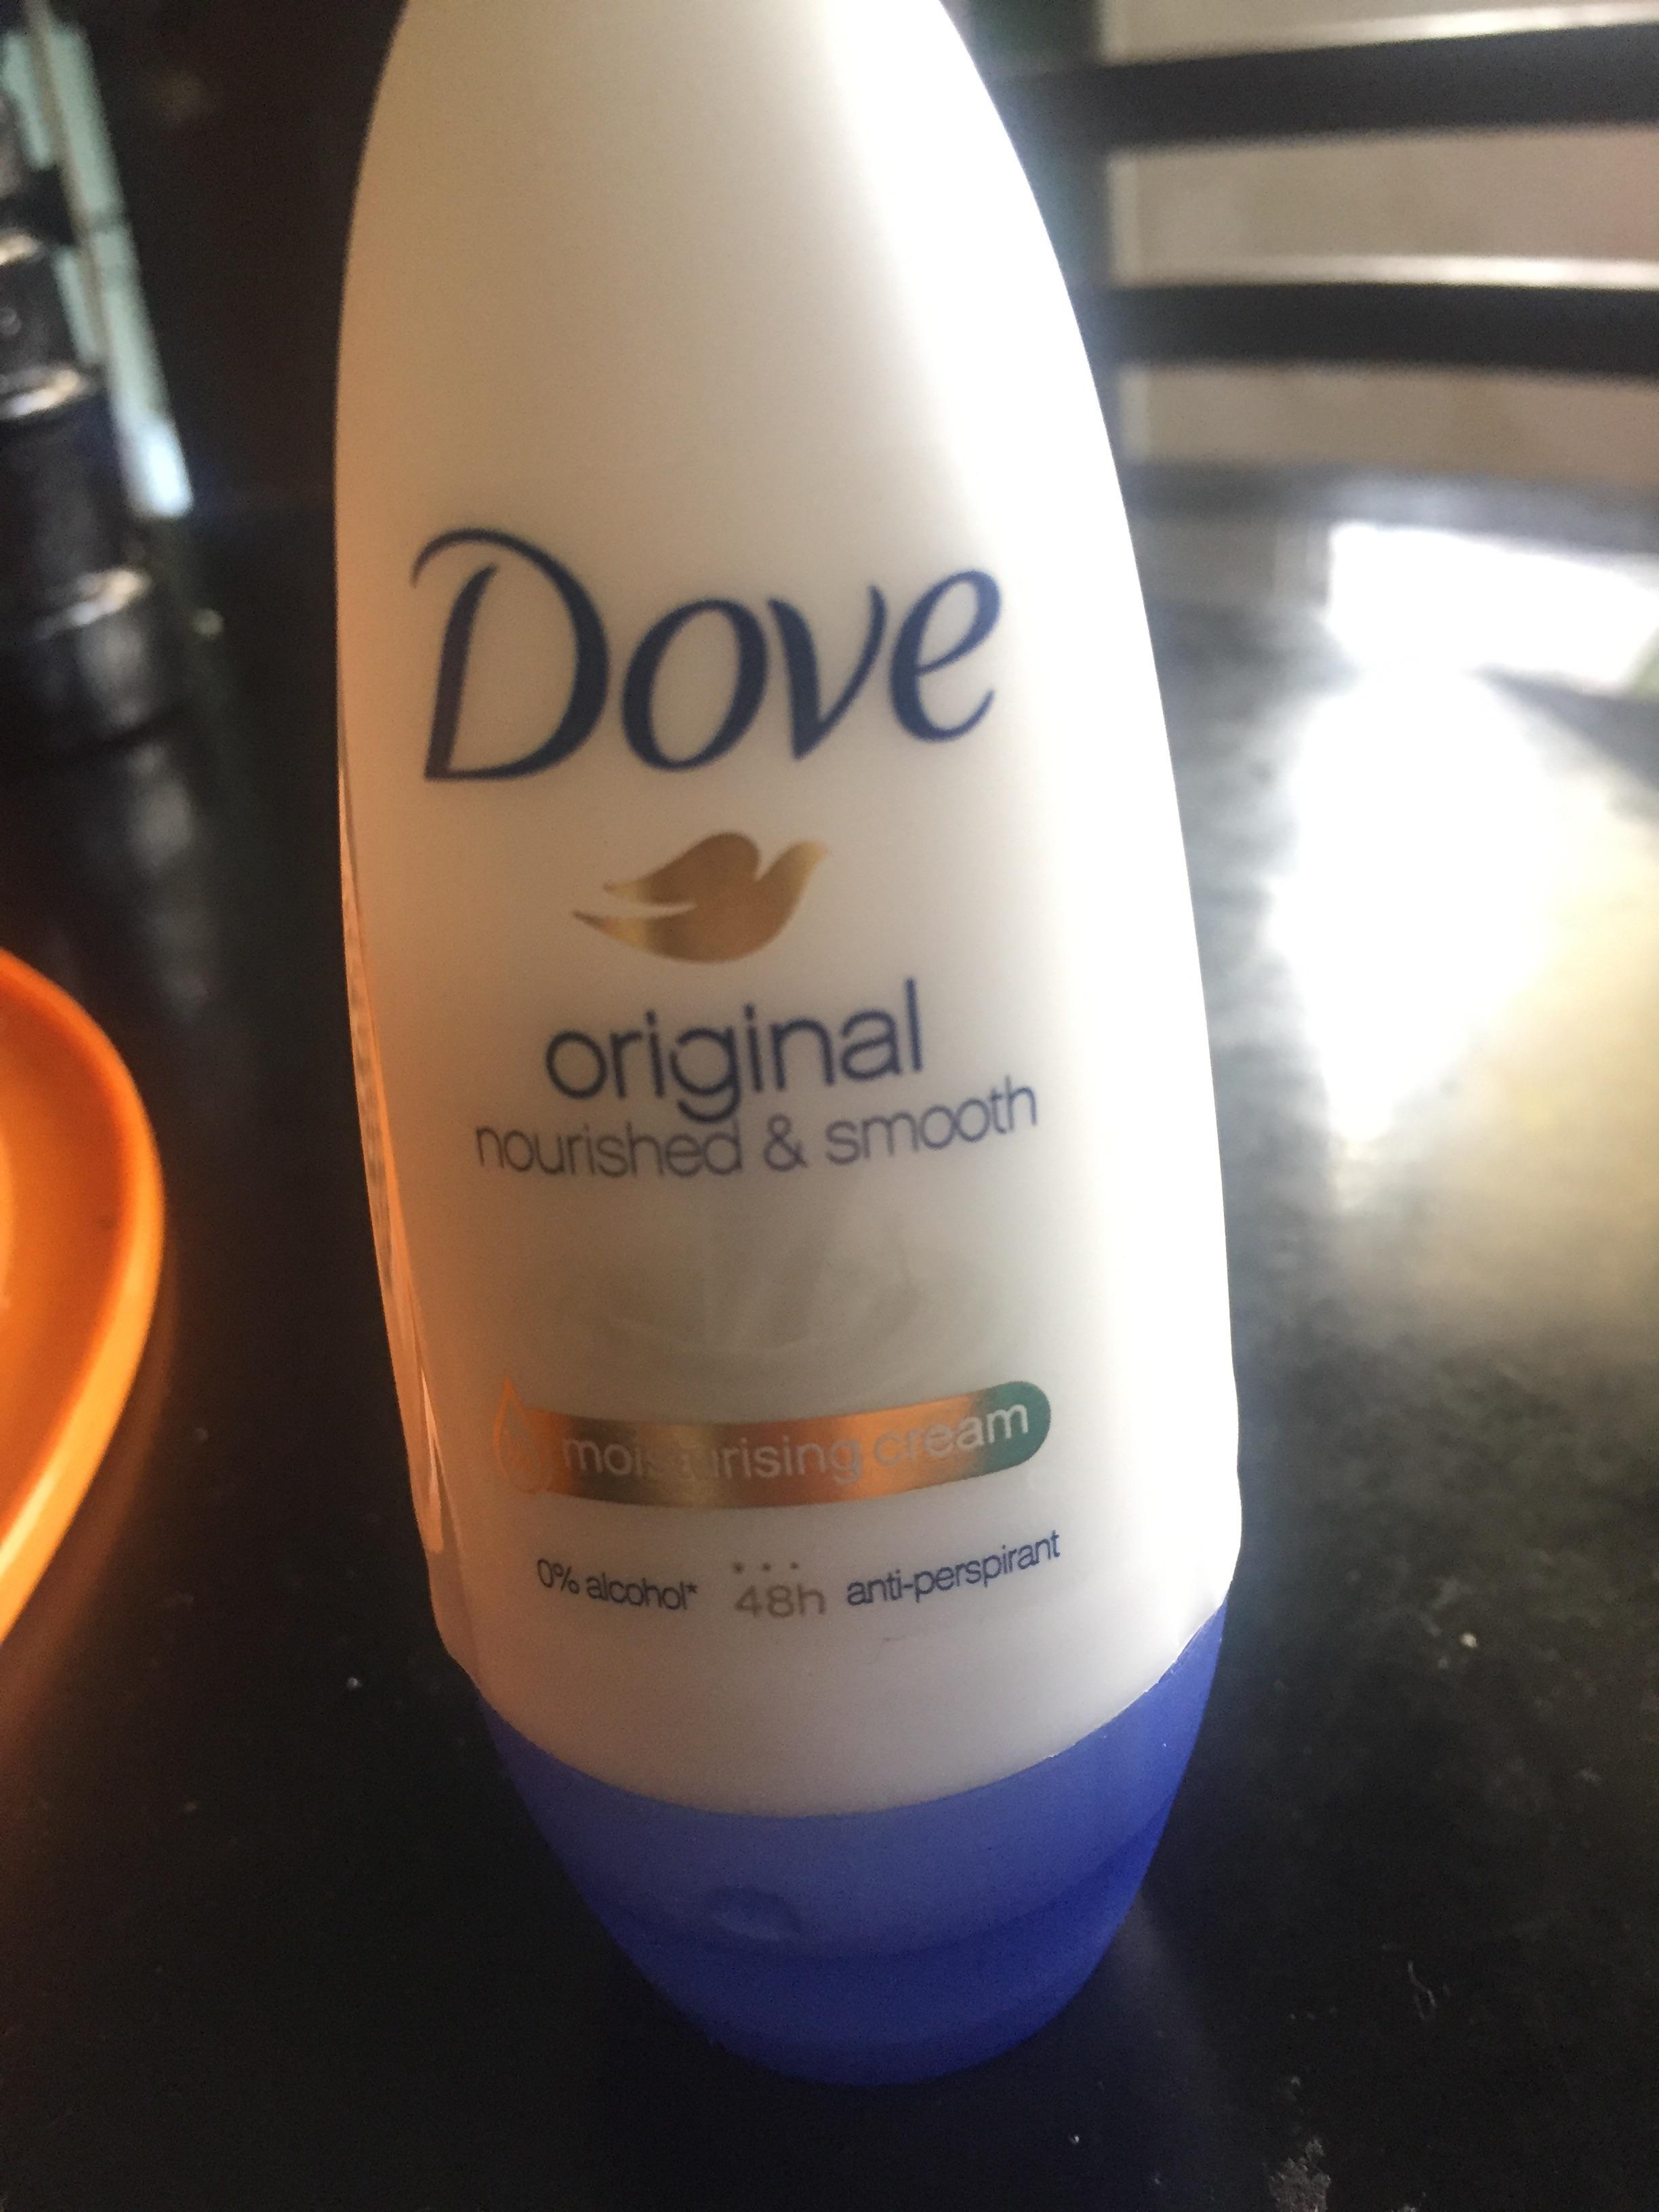 Dove
original
nourished & smooth
moisturising cream
0% alcohol* 48h anti-perspirant